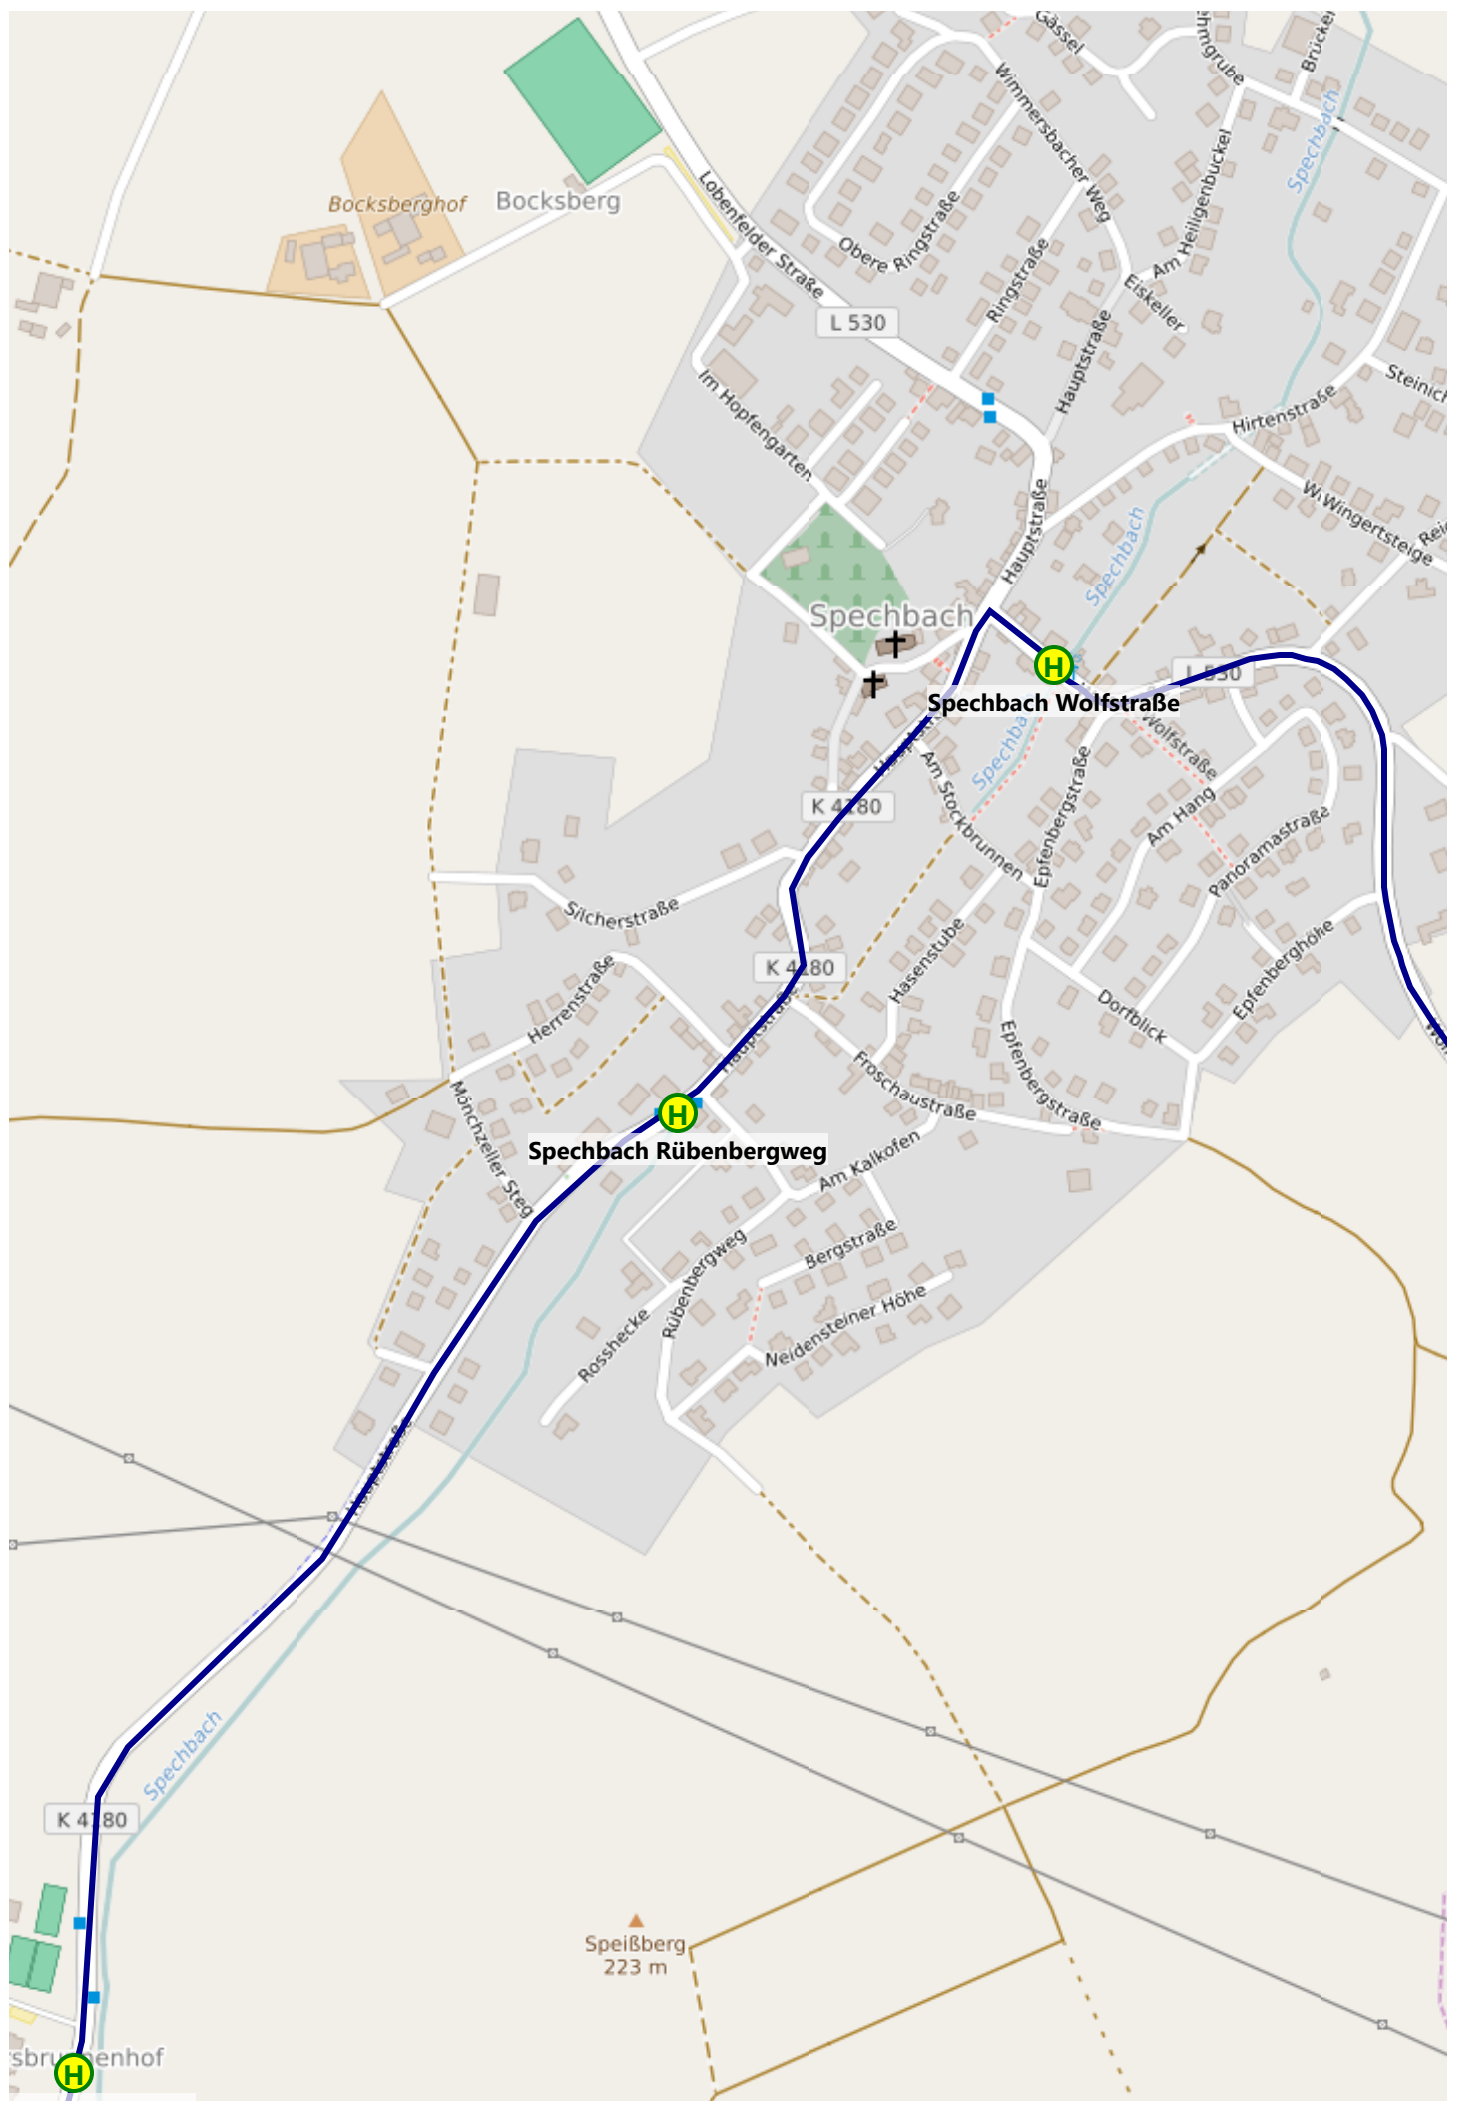 Gässel
Brücke
Wimmersbacher Weg
Spechbach
Bocksberghof
Bocksberg
Lobenfelder Straße
Am Heiligenbuckel
Obere Ringstraße
Ringstraße
Eiskeller
L 530
Hauptstraße
Im Hopfengarten
Steinich
Hirtenstraße
Wingertsteige
Hauptstraße
Spechbach
Spechbach
L 530
Spechbach Wolfstraße
Wolfstraße
Am Stockbrunnen
K 4180
Epfenbergstraße
Am Hang
Panoramastraße
Silcherstraße
Hasenstube
Epfenberghöhe
K 4180
Herrenstraße
Hauptstraße
Dorfblick
Epfenbergstraße
Froschaustraße
Mönchzeller Steg
Spechbach Rübenbergweg
Am Kalkofen
Bergstraße
Rübenbergweg
Neidensteiner Höhe
Rosshecke
Hauptstraße
Spechbach
K 4180
Speißberg
223 m
H
H
H